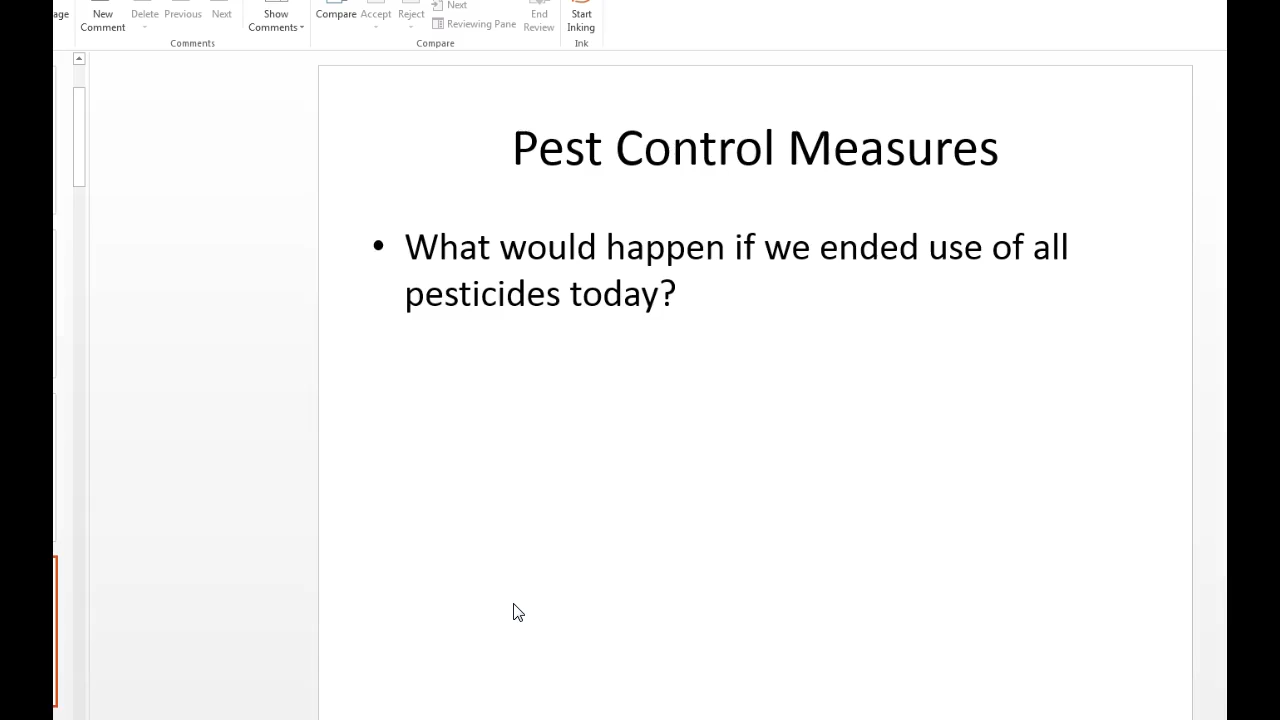 age
New
Comment
Delete
Previous
Next
Show
Comments
Comments
Compare
Accept
Reject
Next
Reviewing Pane
Compare
End
Review
Start
Inking
Ink
Pest Control Measures
• What would happen if we ended use of all
pesticides today?